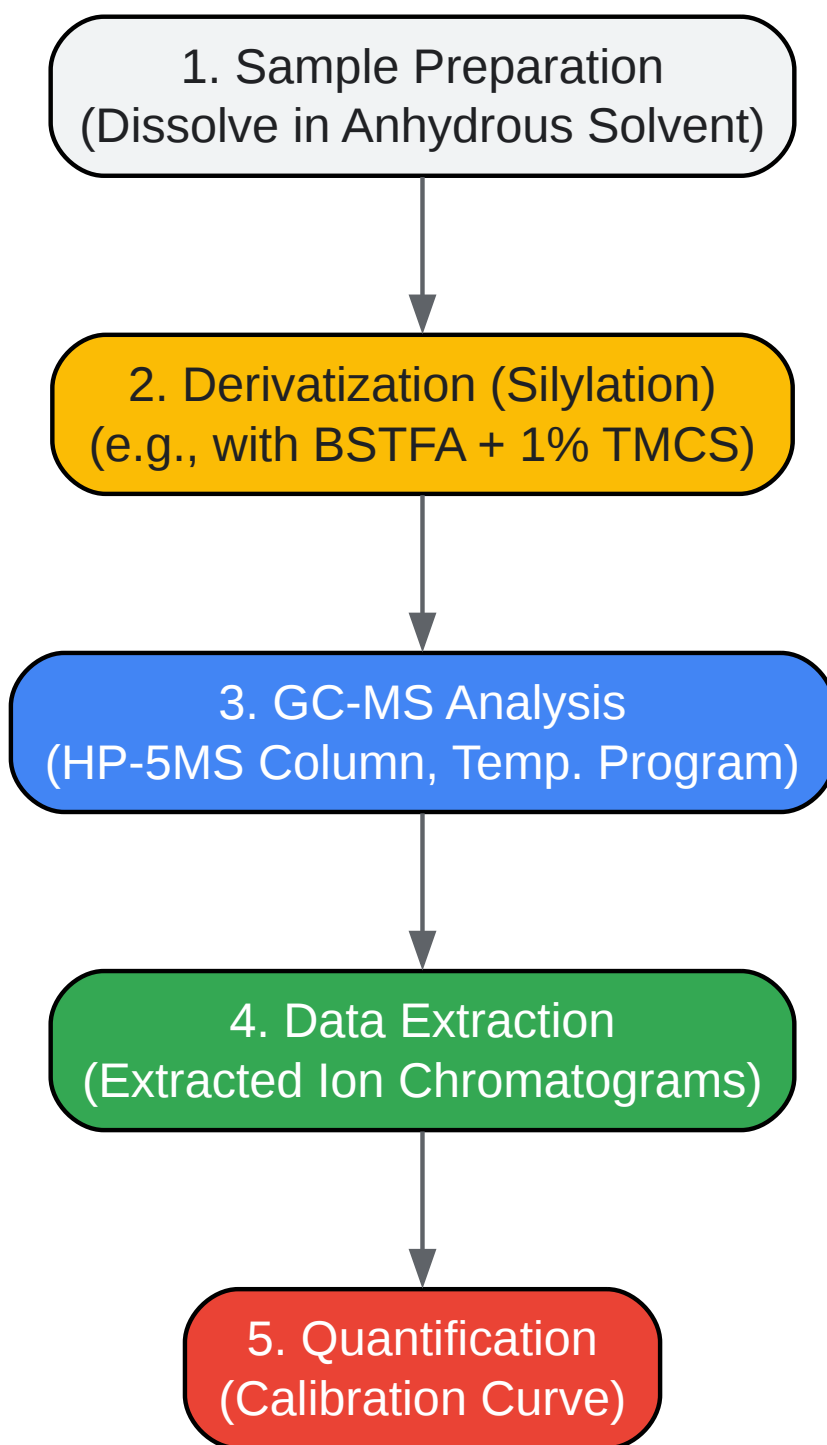 1. Sample Preparation
(Dissolve in Anhydrous Solvent)
2. Derivatization (Silylation)
(e.g., with BSTFA + 1% TMCS)
3. GC-MS Analysis
(HP-5MS Column, Temp. Program)
4. Data Extraction
(Extracted Ion Chromatograms)
5. Quantification
(Calibration Curve)